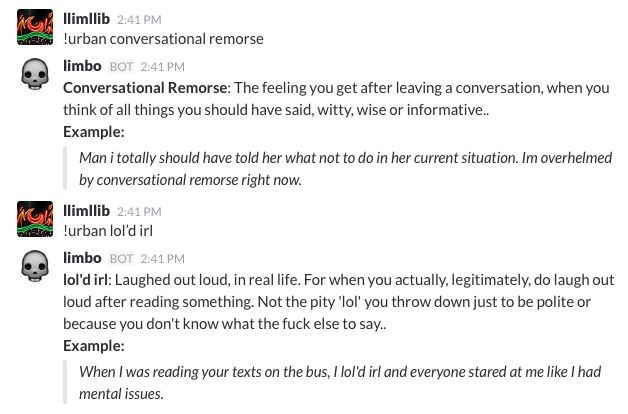 llimllib 2:41 PM
!urban conversational remorse
limbo BOT 2:41 PM
Conversational Remorse: The feeling you get after leaving a conversation, when you
think of all things you should have said, witty, wise or informative..
Example:
Man i totally should have told her what not to do in her current situation. Im overhelmed
by conversational remorse right now.
llimllib 2:41 PM
!urban lol'd irl
limbo BOT 2:41 PM
lol'd irl: Laughed out loud, in real life. For when you actually, legitimately, do laugh out
loud after reading something. Not the pity 'lol' you throw down just to be polite or
because you don't know what the fuck else to say..
Example:
When I was reading your texts on the bus, I lol'd irl and everyone stared at me like I had
mental issues.